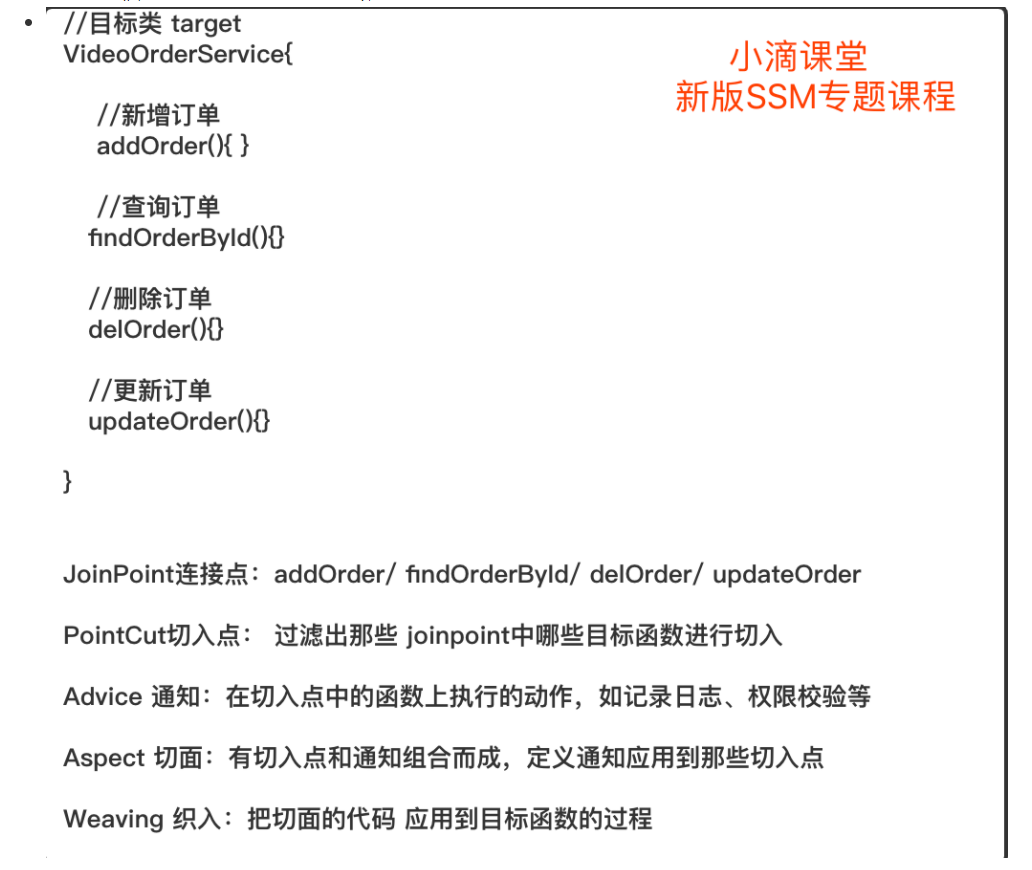 //目标类 target
VideoOrderService{
小滴课堂
新版SSM专题课程
//新增订单
addOrder(){ }
//查询订单
findOrderById(){}
//删除订单
delOrder(){}
//更新订单
updateOrder(){}
}
JoinPoint连接点：addOrder/ findOrderById/ delOrder/ updateOrder
PointCut切入点： 过滤出那些 joinpoint中哪些目标函数进行切入
Advice 通知：在切入点中的函数上执行的动作，如记录日志、权限校验等
Aspect 切面：有切入点和通知组合而成，定义通知应用到那些切入点
Weaving 织入：把切面的代码 应用到目标函数的过程